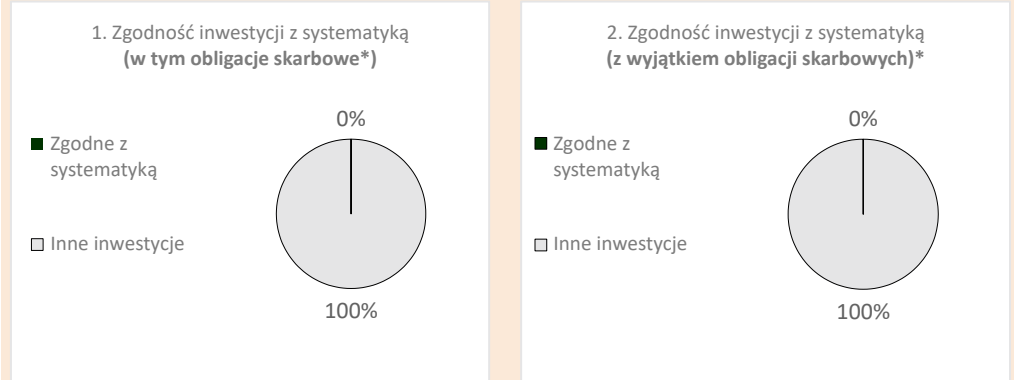 1. Zgodność inwestycji z systematyką
(w tym obligacje skarbowe*)
0%
Zgodne z
systematyką
Inne inwestycje
100%
2. Zgodność inwestycji z systematyką
(z wyjątkiem obligacji skarbowych)*
0%
Zgodne z
systematyką
Inne inwestycje
100%